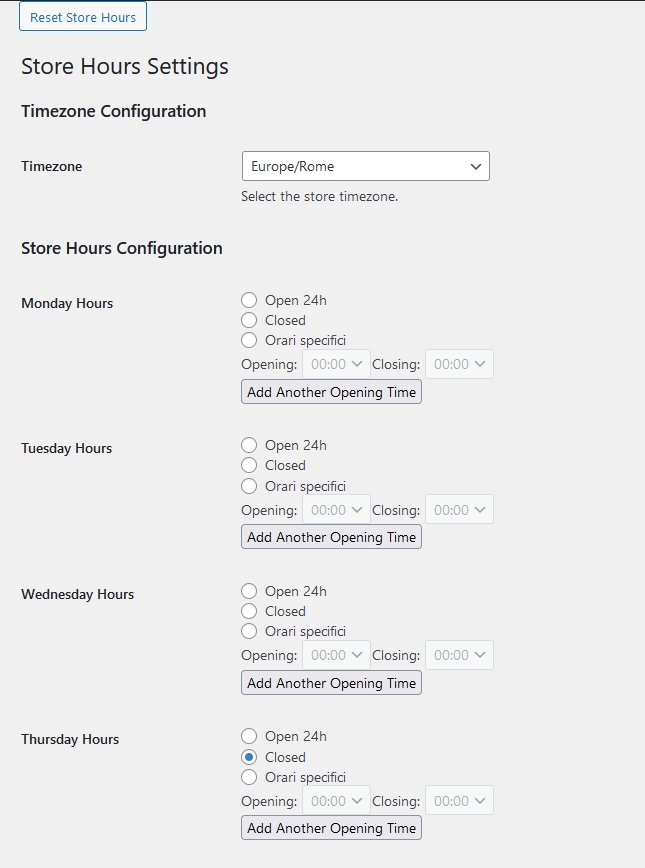 Reset Store Hours
Store Hours Settings
Timezone Configuration
Timezone Europe/Rome
Select the store timezone.
Store Hours Configuration
Monday Hours Open 24h
Closed
Orari specifici
Opening: 00:00 Closing: 00:00
Add Another Opening Time
Tuesday Hours Open 24h
Closed
Orari specifici
Opening: 00:00 Closing: 00:00
Add Another Opening Time
Wednesday Hours Open 24h
Closed
Orari specifici
Opening: 00:00 Closing: 00:00
Add Another Opening Time
Thursday Hours Open 24h
Closed
Orari specifici
Opening: 00:00 Closing: 00:00
Add Another Opening Time